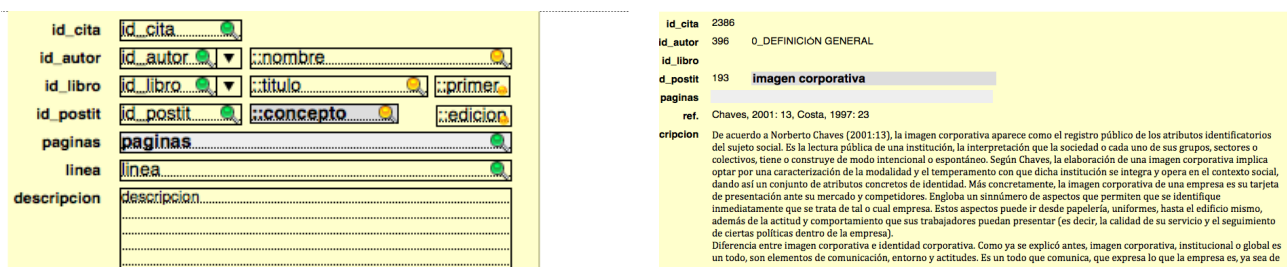 id_cita id_cita
id_autor id_autor ::nombre
id_libro id_libro ::titulo ::primer
id_postit id_postit ::concepto ::edicion
paginas paginas
linea linea
descripcion descripcion
id_cita 2386
id_autor 396 0_DEFINICIÓN GENERAL
id_libro
d_postit 193 imagen corporativa
paginas
ref. Chaves, 2001: 13, Costa, 1997: 23
cripcion De acuerdo a Norberto Chaves (2001:13), la imagen corporativa aparece como el registro público de los atributos identificatorios
del sujeto social. Es la lectura pública de una institución, la interpretación que la sociedad o cada uno de sus grupos, sectores o
colectivos, tiene o construye de modo intencional o espontáneo. Según Chaves, la elaboración de una imagen corporativa implica
optar por una caracterización de la modalidad y el temperamento con que dicha institución se integra y opera en el contexto social,
dando así un conjunto de atributos concretos de identidad. Más concretamente, la imagen corporativa de una empresa es su tarjeta
de presentación ante su mercado y competidores. Engloba un sinnúmero de aspectos que permiten que se identifique
inmediatamente que se trata de tal o cual empresa. Estos aspectos puede ir desde papelería, uniformes, hasta el edificio mismo,
además de la actitud y comportamiento que sus trabajadores puedan presentar (es decir, la calidad de su servicio y el seguimiento
de ciertas políticas dentro de la empresa).
Diferencia entre imagen corporativa e identidad corporativa. Como ya se explicó antes, imagen corporativa, institucional o global es
un todo, son elementos de comunicación, entorno y actitudes. Es un todo que comunica, que expresa lo que la empresa es, ya sea de